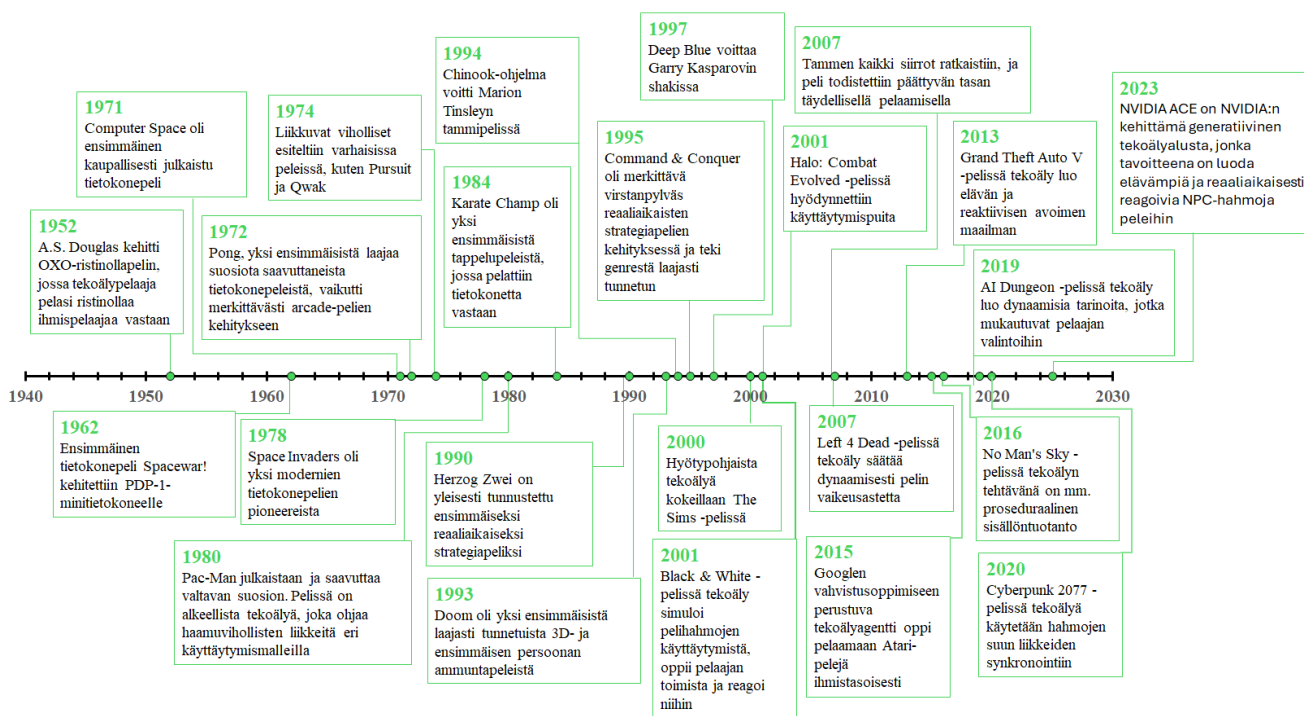 1994
Chinook-ohjelma
voitti Marion
Tinsleyn
tammipelissä
1997
Deep Blue voittaa
Garry Kasparovin
shakissa
2007
Tammen kaikki siirrot ratkaistiin, ja
peli todistettiin päättyvän tasan
täydellisellä pelaamisella
1971
Computer Space oli
ensimmäinen
kaupallisesti julkaistu
tietokonepeli
1974
Liikkuvat viholliset
esiteltiin varhaisissa
peleissä, kuten Pursuit
ja Qwak
2023
NVIDIA ACE on NVIDIA:n
kehittämä generatiivinen
tekoälyalusta, jonka
tavoitteena on luoda
elävämpiä ja reaaliaikaisesti
reagoivia NPC-hahmoja
peleihin
1995
Command & Conquer
oli merkittävä
virstanpylväs
reaaliaikaisten
strategiapelien
kehityksessä ja teki
genrestä laajasti
tunnetun
2001
Halo: Combat
Evolved -pelissä
hyödynnettiin
käyttäytymispuita
2013
Grand Theft Auto V
-pelissä tekoäly luo
elävän ja
reaktiivisen avoimen
maailman
1984
Karate Champ oli
yksi
ensimmäisistä
tappelupeleistä,
jossa pelattiin
tietokonetta
vastaan
1952
A.S. Douglas kehitti
OXO-ristinollapelin,
jossa tekoälypelaaja
pelasi ristinollaa
ihmispelaajaa vastaan
1972
Pong, yksi ensimmäisistä laajaa
suosiota saavuttaneista
tietokonepeleistä, vaikutti
merkittävästi arcade-pelien
kehitykseen
2019
AI Dungeon -pelissä tekoäly
luo dynaamisia tarinoita, jotka
mukautuvat pelaajan
valintoihin
1940 1950 1960 1970 1980 1990 2000 2010 2020 2030
1962
Ensimmäinen
tietokonepeli Spacewar!
kehitettiin PDP-1-
minitietokoneelle
1978
Space Invaders oli
yksi modernien
tietokonepelien
pioneereista
1990
Herzog Zwei on
yleisesti tunnustettu
ensimmäiseksi
reaaliaikaiseksi
strategiapeliksi
2000
Hyötypohjaista
tekoälyä
kokeillaan The
Sims -pelissä
2007
Left 4 Dead -pelissä
tekoäly säätää
dynaamisesti pelin
vaikeusastetta
2016
No Man's Sky -
pelissä tekoälyn
tehtävänä on mm.
proseduraalinen
sisällöntuotanto
1980
Pac-Man julkaistaan ja saavuttaa
valtavan suosion. Pelissä on
alkeellista tekoälyä, joka ohjaa
haamuvihollisten liikkeitä eri
käyttäytymismalleilla
1993
Doom oli yksi ensimmäisistä
laajasti tunnetuista 3D- ja
ensimmäisen persoonan
ammuntapeleistä
2001
Black & White -
pelissä tekoäly
simuloi
pelihahmojen
käyttäytymistä,
oppii pelaajan
toimista ja reagoi
niihin
2015
Googlen
vahvistusoppimiseen
perustuva
tekoälyagentti oppi
pelaamaan Atari-
pelejä
ihmistasoisesti
2020
Cyberpunk 2077 -
pelissä tekoälyä
käytetään hahmojen
suun liikkeiden
synkronointiin